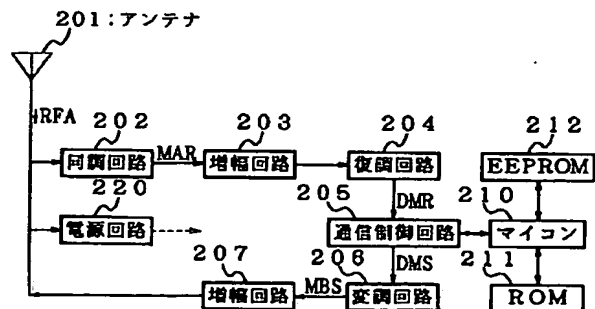 201:アンテナ
RFA
202
203
204
212
同調回路
MAR
増幅回路
復調回路
EEPROM
220
205
DMR
210
電源回路
通信制御回路
マイコン
207
206
DMS
211
増幅回路
MBS
変調回路
ROM